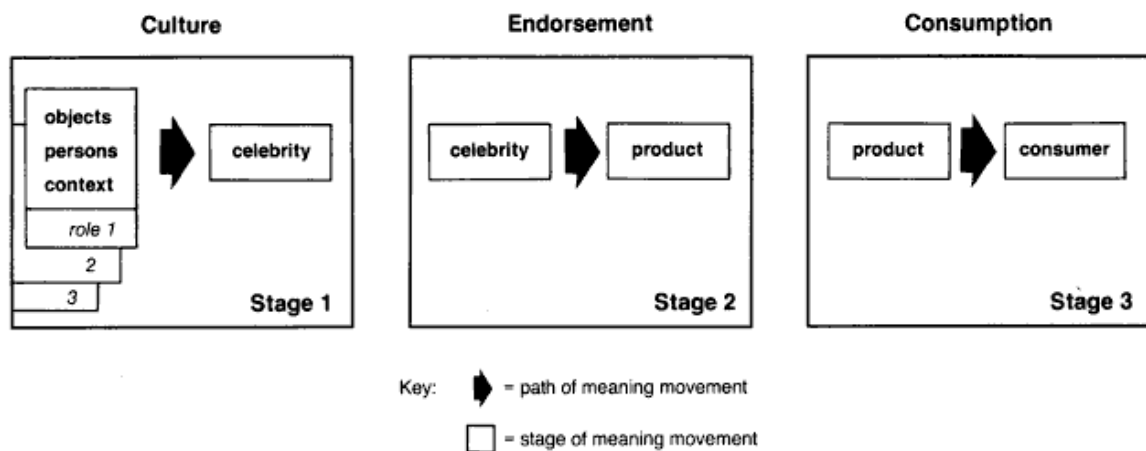 Culture
Endorsement
Consumption
objects
persons
context
role 1
2
3
celebrity
Stage 1
celebrity
product
Stage 2
product
consumer
Stage 3
Key:
= path of meaning movement
= stage of meaning movement